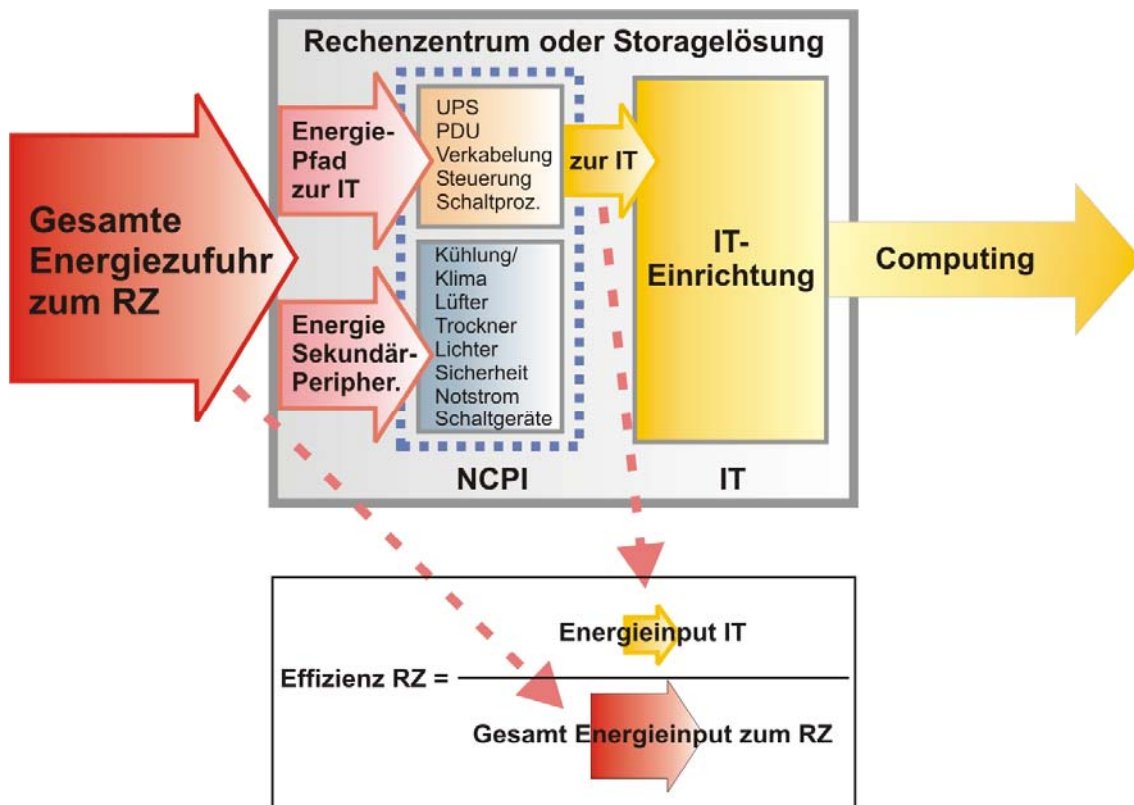 Rechenzentrum oder Storagelösung
Gesamte
Energiezufuhr
zum RZ
Energie-
Pfad
zur IT
UPS
PDU
Verkabelung
Steuerung
Schaltproz.
zur IT
Energie
Sekundär-
Peripher.
Kühlung/
Klima
Lüfter
Trockner
Lichter
Sicherheit
Notstrom
Schaltgeräte
IT-
Einrichtung
Computing
NCPI
IT
Energieinput IT
Effizienz RZ =
Gesamt Energieinput zum RZ